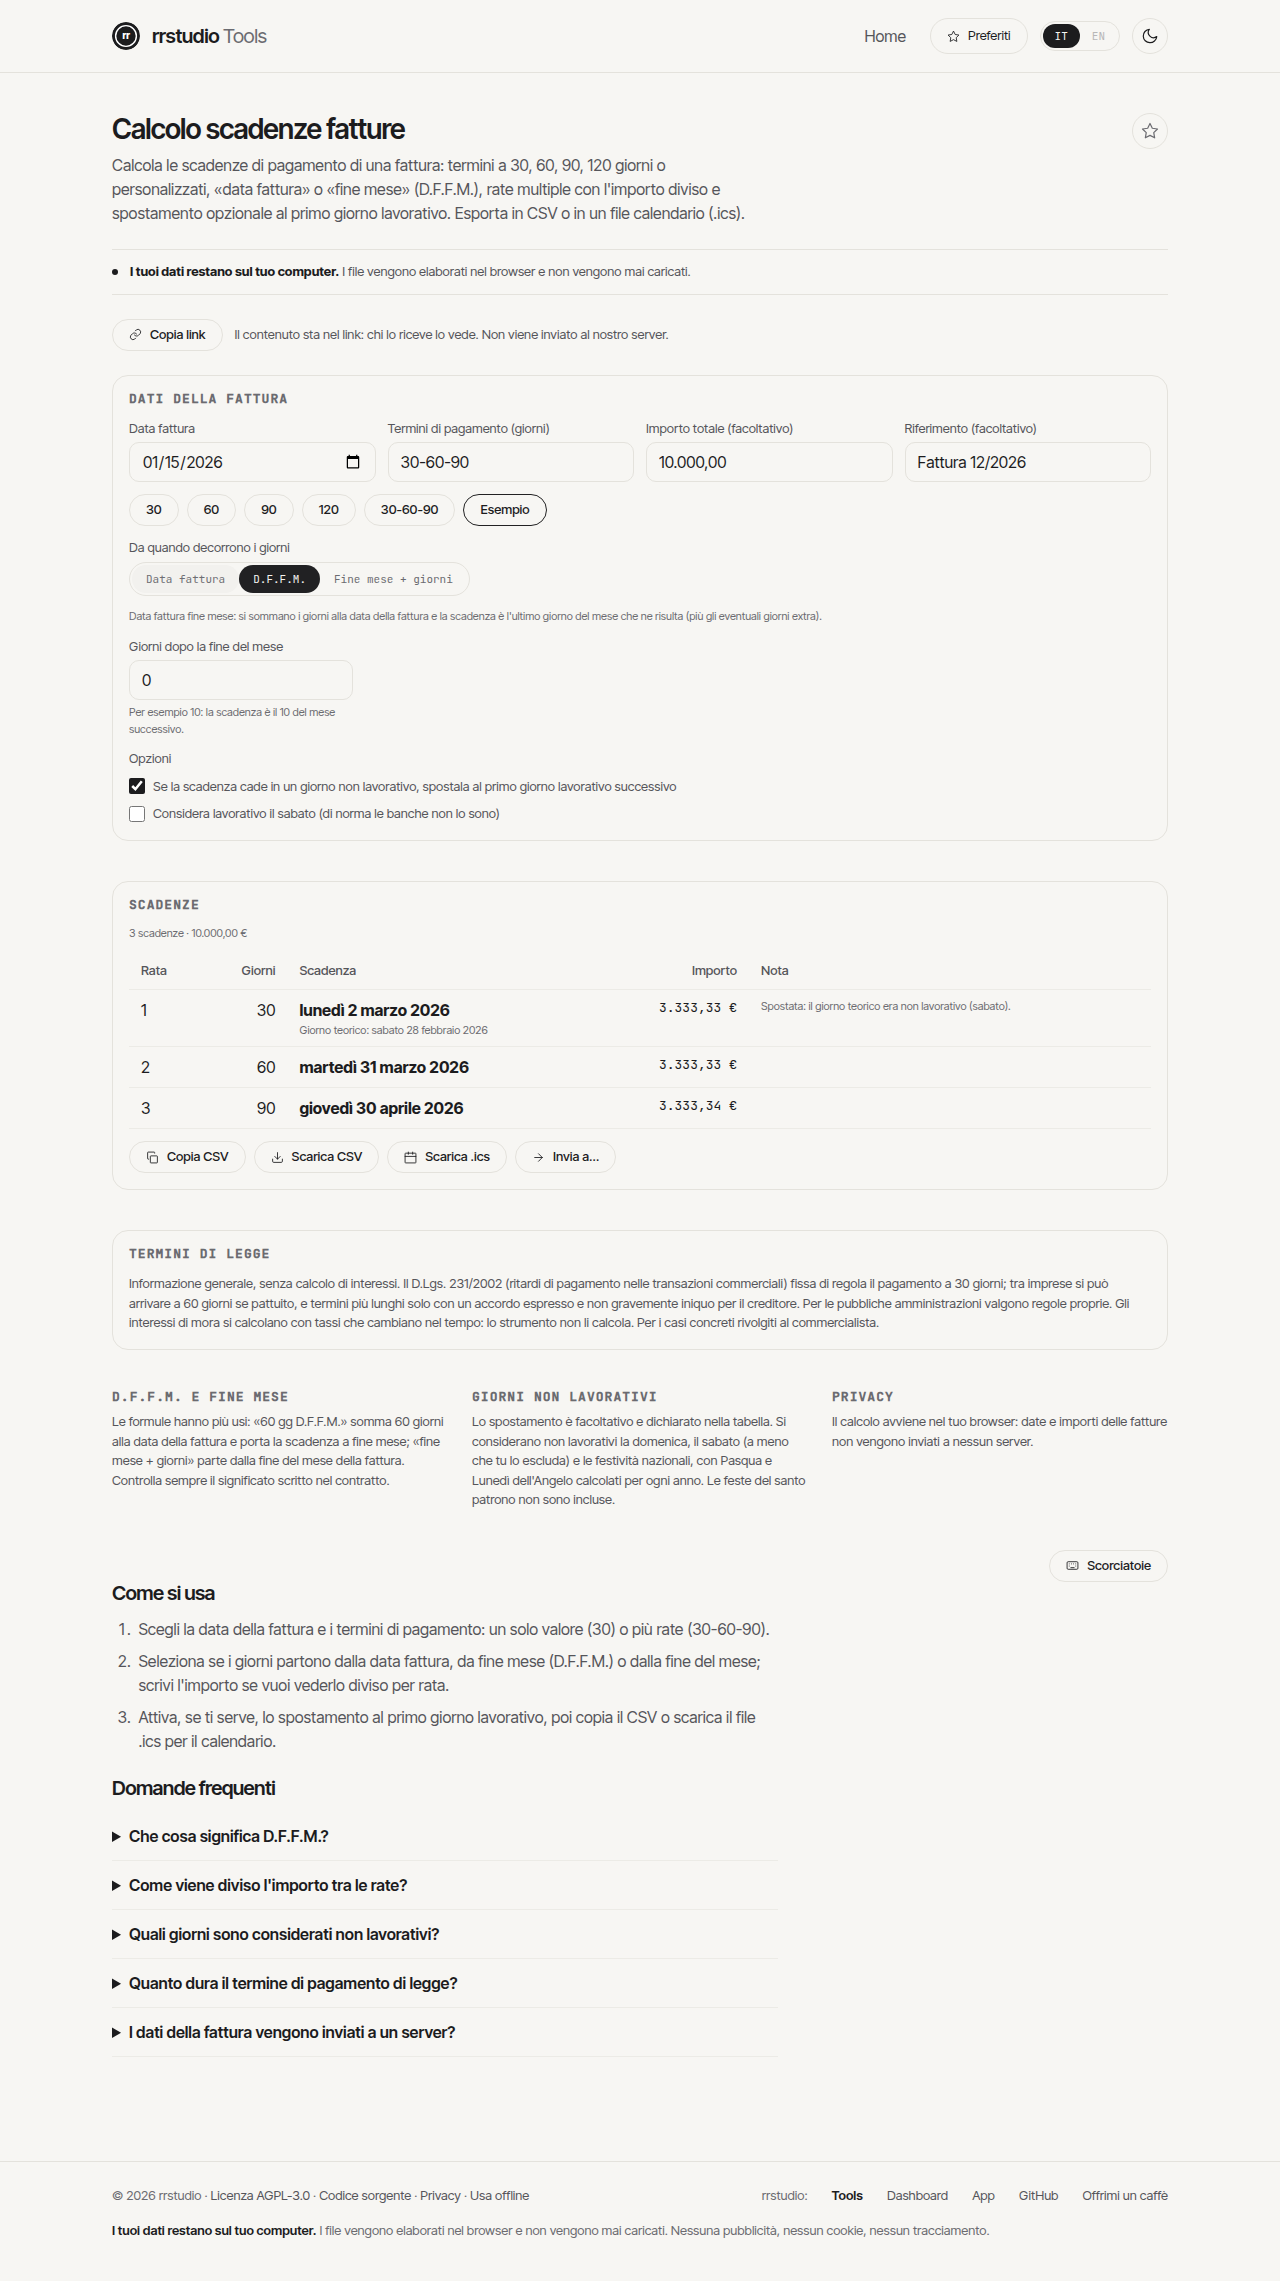 rr rrstudio Tools
Home
Preferiti
IT EN
Calcolo scadenze fatture
Calcola le scadenze di pagamento di una fattura: termini a 30, 60, 90, 120 giorni o
personalizzati, «data fattura» o «fine mese» (D.F.F.M.), rate multiple con l'importo diviso e
spostamento opzionale al primo giorno lavorativo. Esporta in CSV o in un file calendario (.ics).
I tuoi dati restano sul tuo computer. I file vengono elaborati nel browser e non vengono mai caricati.
Copia link
Il contenuto sta nel link: chi lo riceve lo vede. Non viene inviato al nostro server.
DATI DELLA FATTURA
Data fattura
Termini di pagamento (giorni)
Importo totale (facoltativo)
Riferimento (facoltativo)
01/15/2026
30-60-90
10.000,00
Fattura 12/2026
30
60
90
120
30-60-90
Esempio
Da quando decorrono i giorni
Data fattura
D.F.F.M.
Fine mese + giorni
Data fattura fine mese: si sommano i giorni alla data della fattura e la scadenza è l'ultimo giorno del mese che ne risulta (più gli eventuali giorni extra).
Giorni dopo la fine del mese
0
Per esempio 10: la scadenza è il 10 del mese
successivo.
Opzioni
Se la scadenza cade in un giorno non lavorativo, spostala al primo giorno lavorativo successivo
Considera lavorativo il sabato (di norma le banche non lo sono)
SCADENZE
3 scadenze · 10.000,00 €
Rata Giorni Scadenza Importo Nota
1 30 lunedì 2 marzo 2026 3.333,33 € Spostata: il giorno teorico era non lavorativo (sabato).
Giorno teorico: sabato 28 febbraio 2026
2 60 martedì 31 marzo 2026 3.333,33 €
3 90 giovedì 30 aprile 2026 3.333,34 €
Copia CSV
Scarica CSV
Scarica .ics
Invia a...
TERMINI DI LEGGE
Informazione generale, senza calcolo di interessi. Il D.Lgs. 231/2002 (ritardi di pagamento nelle transazioni commerciali) fissa di regola il pagamento a 30 giorni; tra imprese si può
arrivare a 60 giorni se pattuito, e termini più lunghi solo con un accordo espresso e non gravemente iniquo per il creditore. Per le pubbliche amministrazioni valgono regole proprie. Gli
interessi di mora si calcolano con tassi che cambiano nel tempo: lo strumento non li calcola. Per i casi concreti rivolgiti al commercialista.
D.F.F.M. E FINE MESE
Le formule hanno più usi: «60 gg D.F.F.M.» somma 60 giorni
alla data della fattura e porta la scadenza a fine mese; «fine
mese + giorni» parte dalla fine del mese della fattura.
Controlla sempre il significato scritto nel contratto.
GIORNI NON LAVORATIVI
Lo spostamento è facoltativo e dichiarato nella tabella. Si
considerano non lavorativi la domenica, il sabato (a meno
che tu lo escluda) e le festività nazionali, con Pasqua e
Lunedì dell'Angelo calcolati per ogni anno. Le feste del santo
patrono non sono incluse.
PRIVACY
Il calcolo avviene nel tuo browser: date e importi delle fatture
non vengono inviati a nessun server.
Scorciatoie
Come si usa
1. Scegli la data della fattura e i termini di pagamento: un solo valore (30) o più rate (30-60-90).
2. Seleziona se i giorni partono dalla data fattura, da fine mese (D.F.F.M.) o dalla fine del mese;
scrivi l'importo se vuoi vederlo diviso per rata.
3. Attiva, se ti serve, lo spostamento al primo giorno lavorativo, poi copia il CSV o scarica il file
.ics per il calendario.
Domande frequenti
Che cosa significa D.F.F.M.?
Come viene diviso l'importo tra le rate?
Quali giorni sono considerati non lavorativi?
Quanto dura il termine di pagamento di legge?
I dati della fattura vengono inviati a un server?
© 2026 rrstudio · Licenza AGPL-3.0 · Codice sorgente · Privacy · Usa offline
rrstudio: Tools Dashboard App GitHub Offrimi un caffè
I tuoi dati restano sul tuo computer. I file vengono elaborati nel browser e non vengono mai caricati. Nessuna pubblicità, nessun cookie, nessun tracciamento.